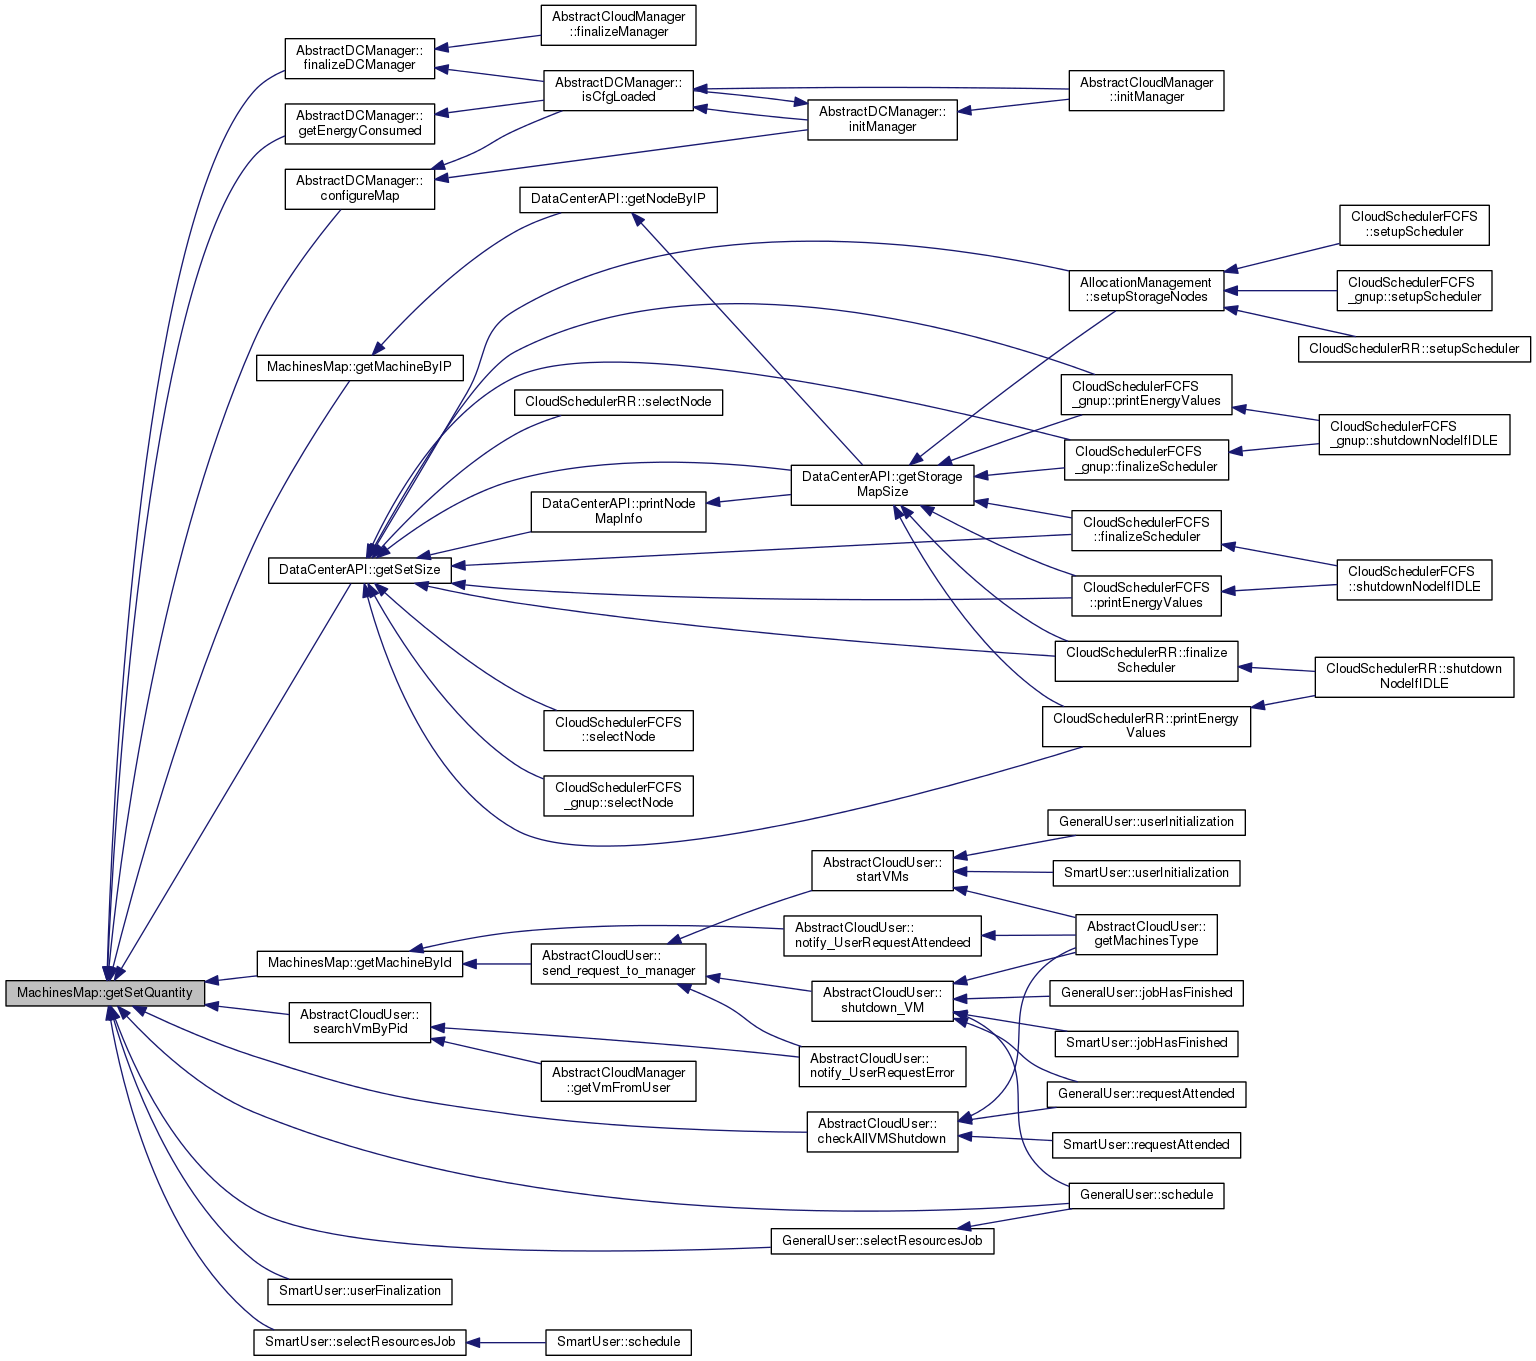 AbstractCloudManager
::finalizeManager
AbstractDCManager::
finalizeDCManager
AbstractDCManager::
isCfgLoaded
AbstractCloudManager
::initManager
AbstractDCManager::
getEnergyConsumed
AbstractDCManager::
initManager
AbstractDCManager::
configureMap
DataCenterAPI::getNodeByIP
CloudSchedulerFCFS
::setupScheduler
AllocationManagement
::setupStorageNodes
CloudSchedulerFCFS
_gnup::setupScheduler
CloudSchedulerRR::setupScheduler
MachinesMap::getMachineByIP
CloudSchedulerFCFS
_gnup::printEnergyValues
CloudSchedulerRR::selectNode
CloudSchedulerFCFS
_gnup::shutdownNodeIfIDLE
CloudSchedulerFCFS
_gnup::finalizeScheduler
DataCenterAPI::getStorage
MapSize
DataCenterAPI::printNode
MapInfo
CloudSchedulerFCFS
::finalizeScheduler
DataCenterAPI::getSetSize
CloudSchedulerFCFS
::shutdownNodeIfIDLE
CloudSchedulerFCFS
::printEnergyValues
CloudSchedulerRR::finalize
Scheduler
CloudSchedulerRR::shutdown
NodeIfIDLE
CloudSchedulerFCFS
::selectNode
CloudSchedulerRR::printEnergy
Values
CloudSchedulerFCFS
_gnup::selectNode
GeneralUser::userInitialization
AbstractCloudUser::
startVMs
SmartUser::userInitialization
AbstractCloudUser::
notify_UserRequestAttendeed
AbstractCloudUser::
getMachinesType
MachinesMap::getMachineById
AbstractCloudUser::
send_request_to_manager
MachinesMap::getSetQuantity
AbstractCloudUser::
shutdown_VM
GeneralUser::jobHasFinished
AbstractCloudUser::
searchVmByPid
SmartUser::jobHasFinished
AbstractCloudUser::
notify_UserRequestError
AbstractCloudManager
::getVmFromUser
GeneralUser::requestAttended
AbstractCloudUser::
checkAllVMShutdown
SmartUser::requestAttended
GeneralUser::schedule
GeneralUser::selectResourcesJob
SmartUser::userFinalization
SmartUser::selectResourcesJob
SmartUser::schedule